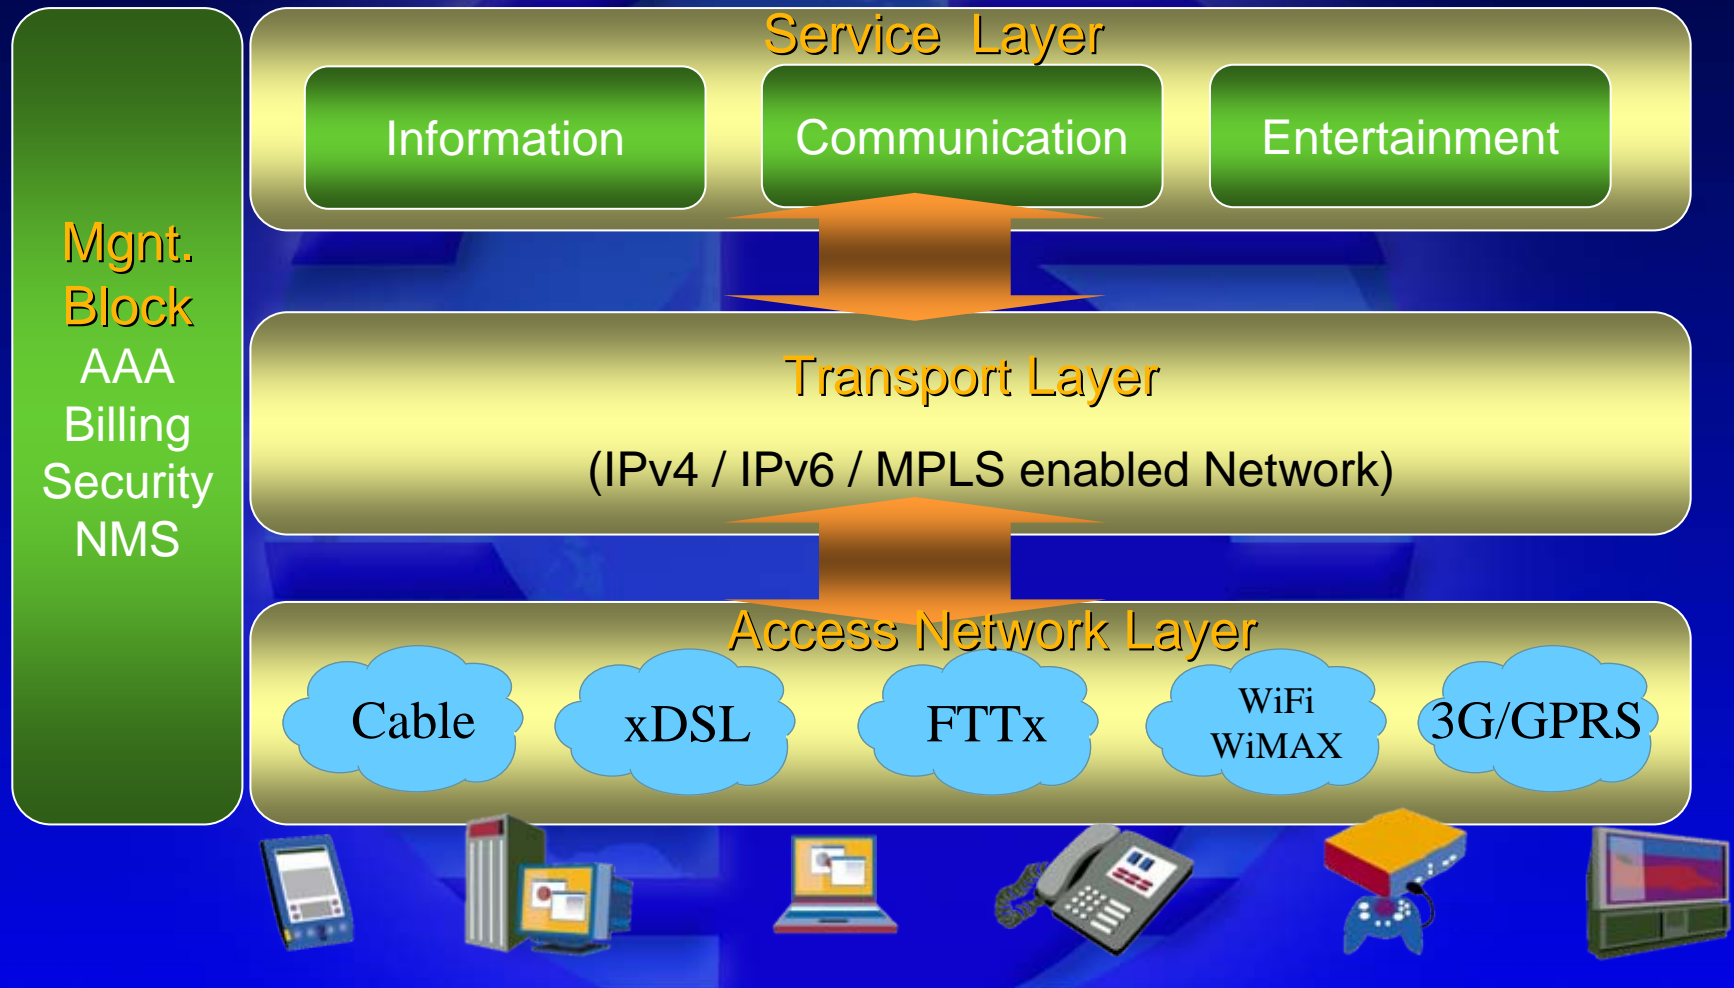 Mgnt.
Block
AAA
Billing
Security
NMS
Service Layer
Information
Communication
Entertainment
Transport Layer
(IPv4 / IPv6 / MPLS enabled Network)
Access Network Layer
Cable
xDSL
FTTx
WiFi
WiMAX
3G/GPRS